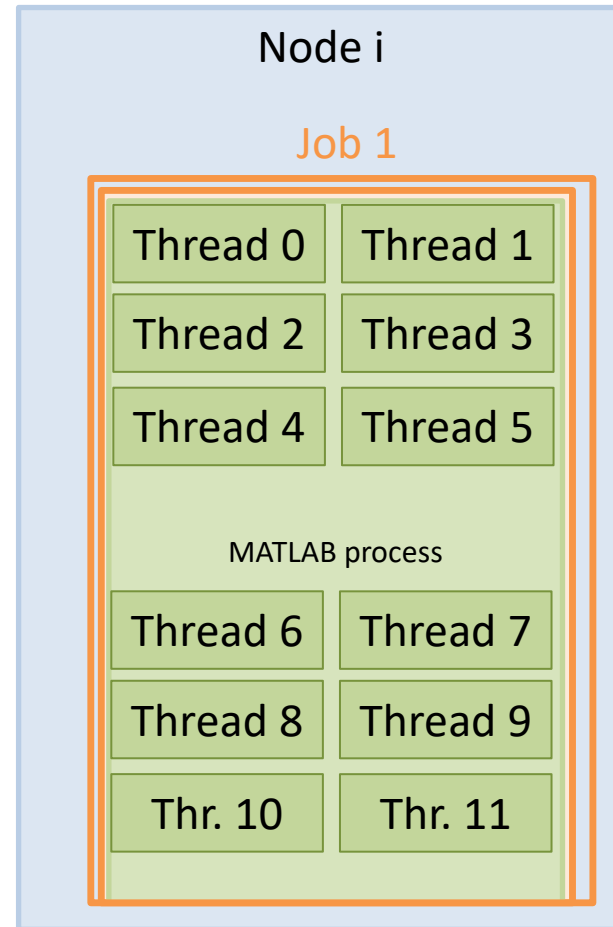 Node i
Job 1
Thread 0 Thread 1
Thread 2 Thread 3
Thread 4 Thread 5
MATLAB process
Thread 6 Thread 7
Thread 8 Thread 9
Thr. 10 Thr. 11